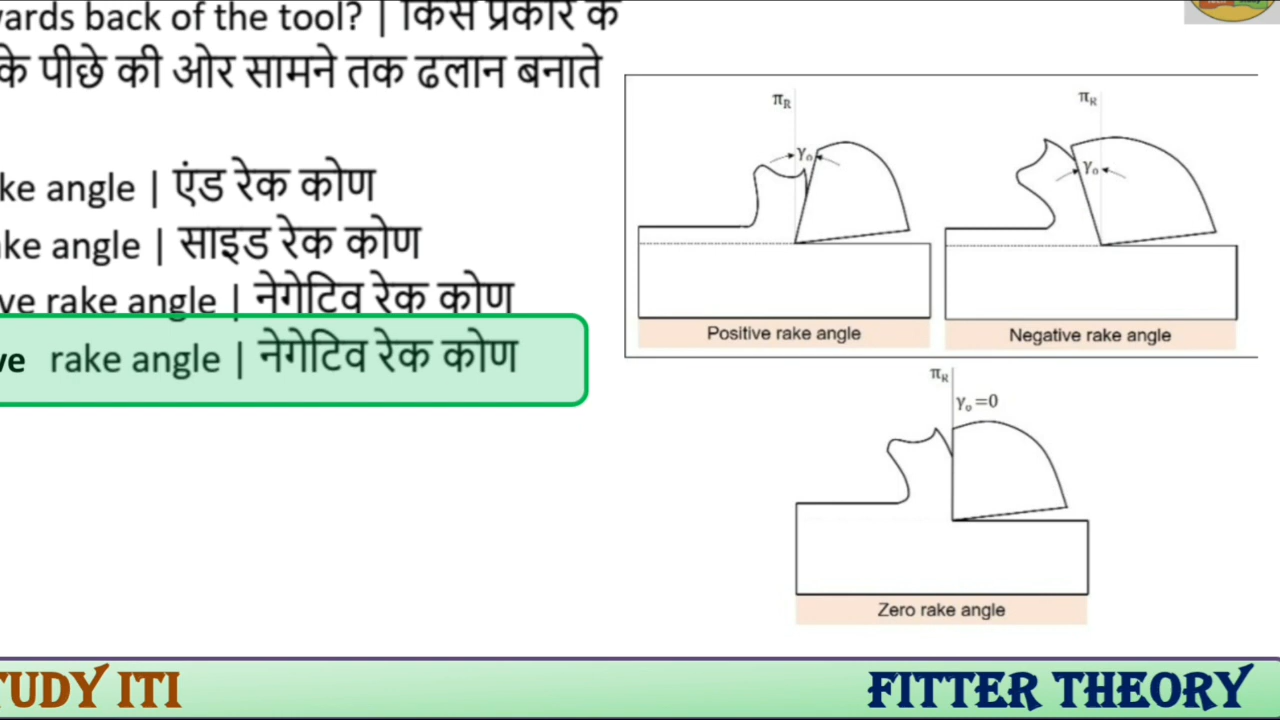 wards back of the tool? | किस प्रकार क
के पीछे की ओर सामने तक ढलान बनाते
ke angle | एंड रेक कोण
ke angle | साइड रेक कोण
ve rake angle | नेगेटिव रेक कोण
ve rake angle | नेगेटिव रेक कोण
πR
γo
Positive rake angle
πR
γo
Negative rake angle
πR
γo=0
Zero rake angle
TUDY ITI
FITTER THEORY